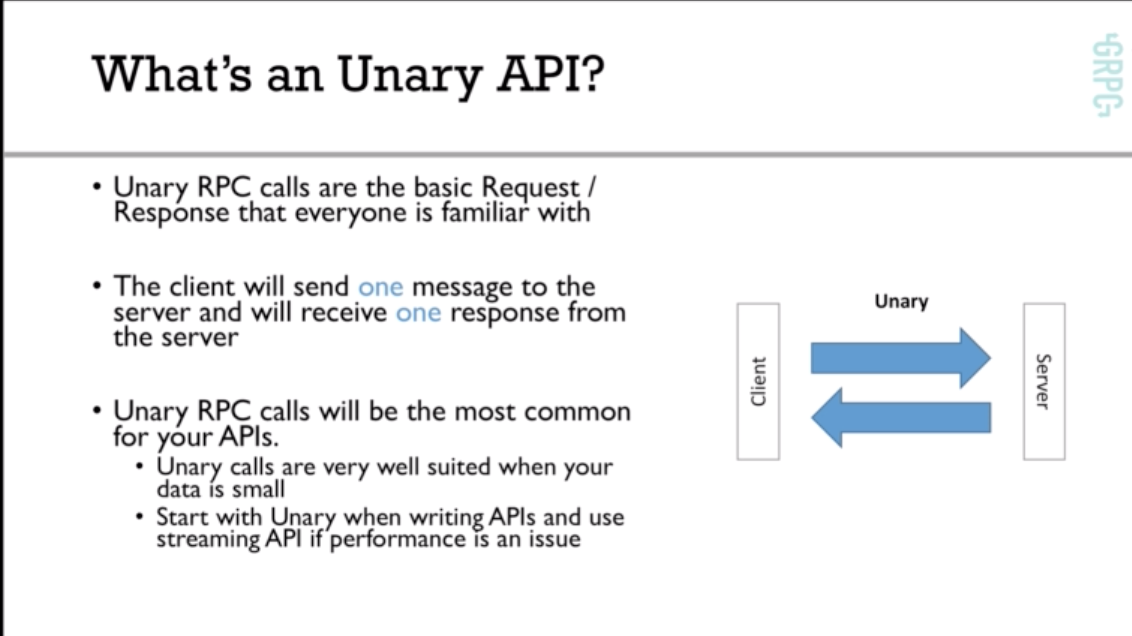 What's an Unary API?
GRPC
• Unary RPC calls are the basic Request /
Response that everyone is familiar with
• The client will send one message to the
server and will receive one response from
the server
• Unary RPC calls will be the most common
for your APIs.
• Unary calls are very well suited when your
data is small
• Start with Unary when writing APIs and use
streaming API if performance is an issue
Unary
Client
Server